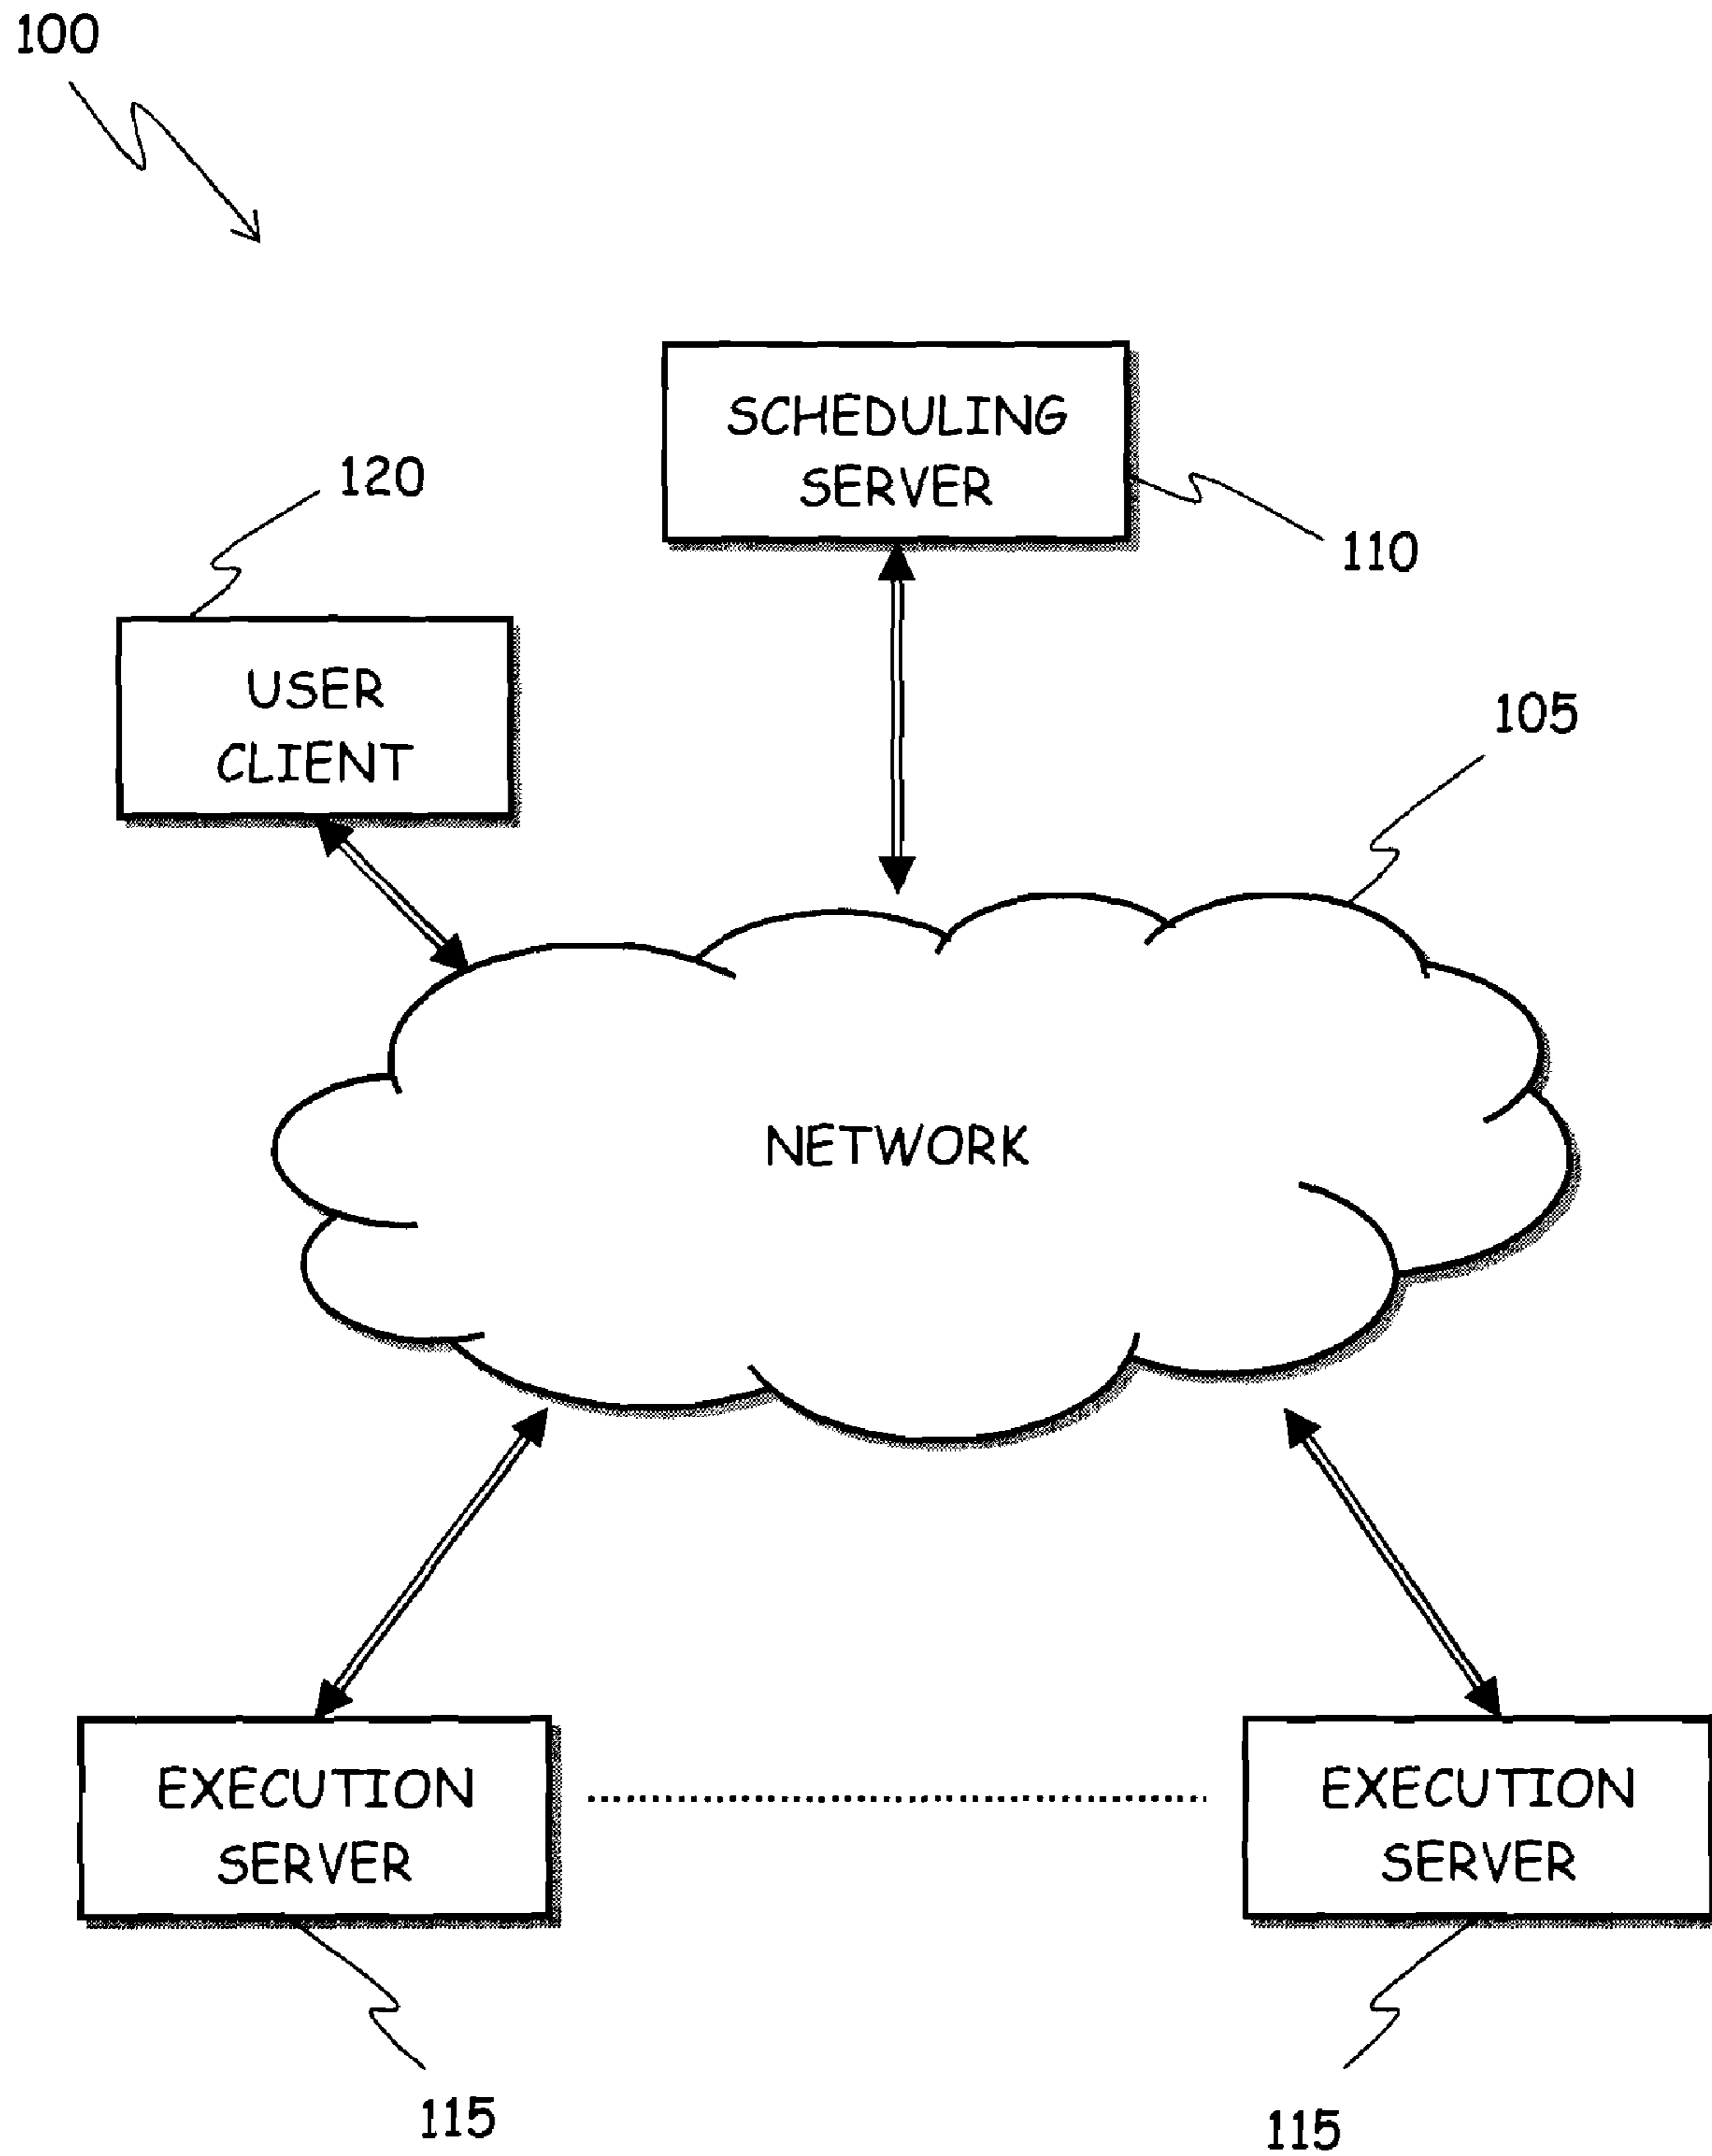 100
SCHEDULING
SERVER
120
110
USER
CLIENT
105
NETWORK
EXECUTION
SERVER
EXECUTION
SERVER
115
115